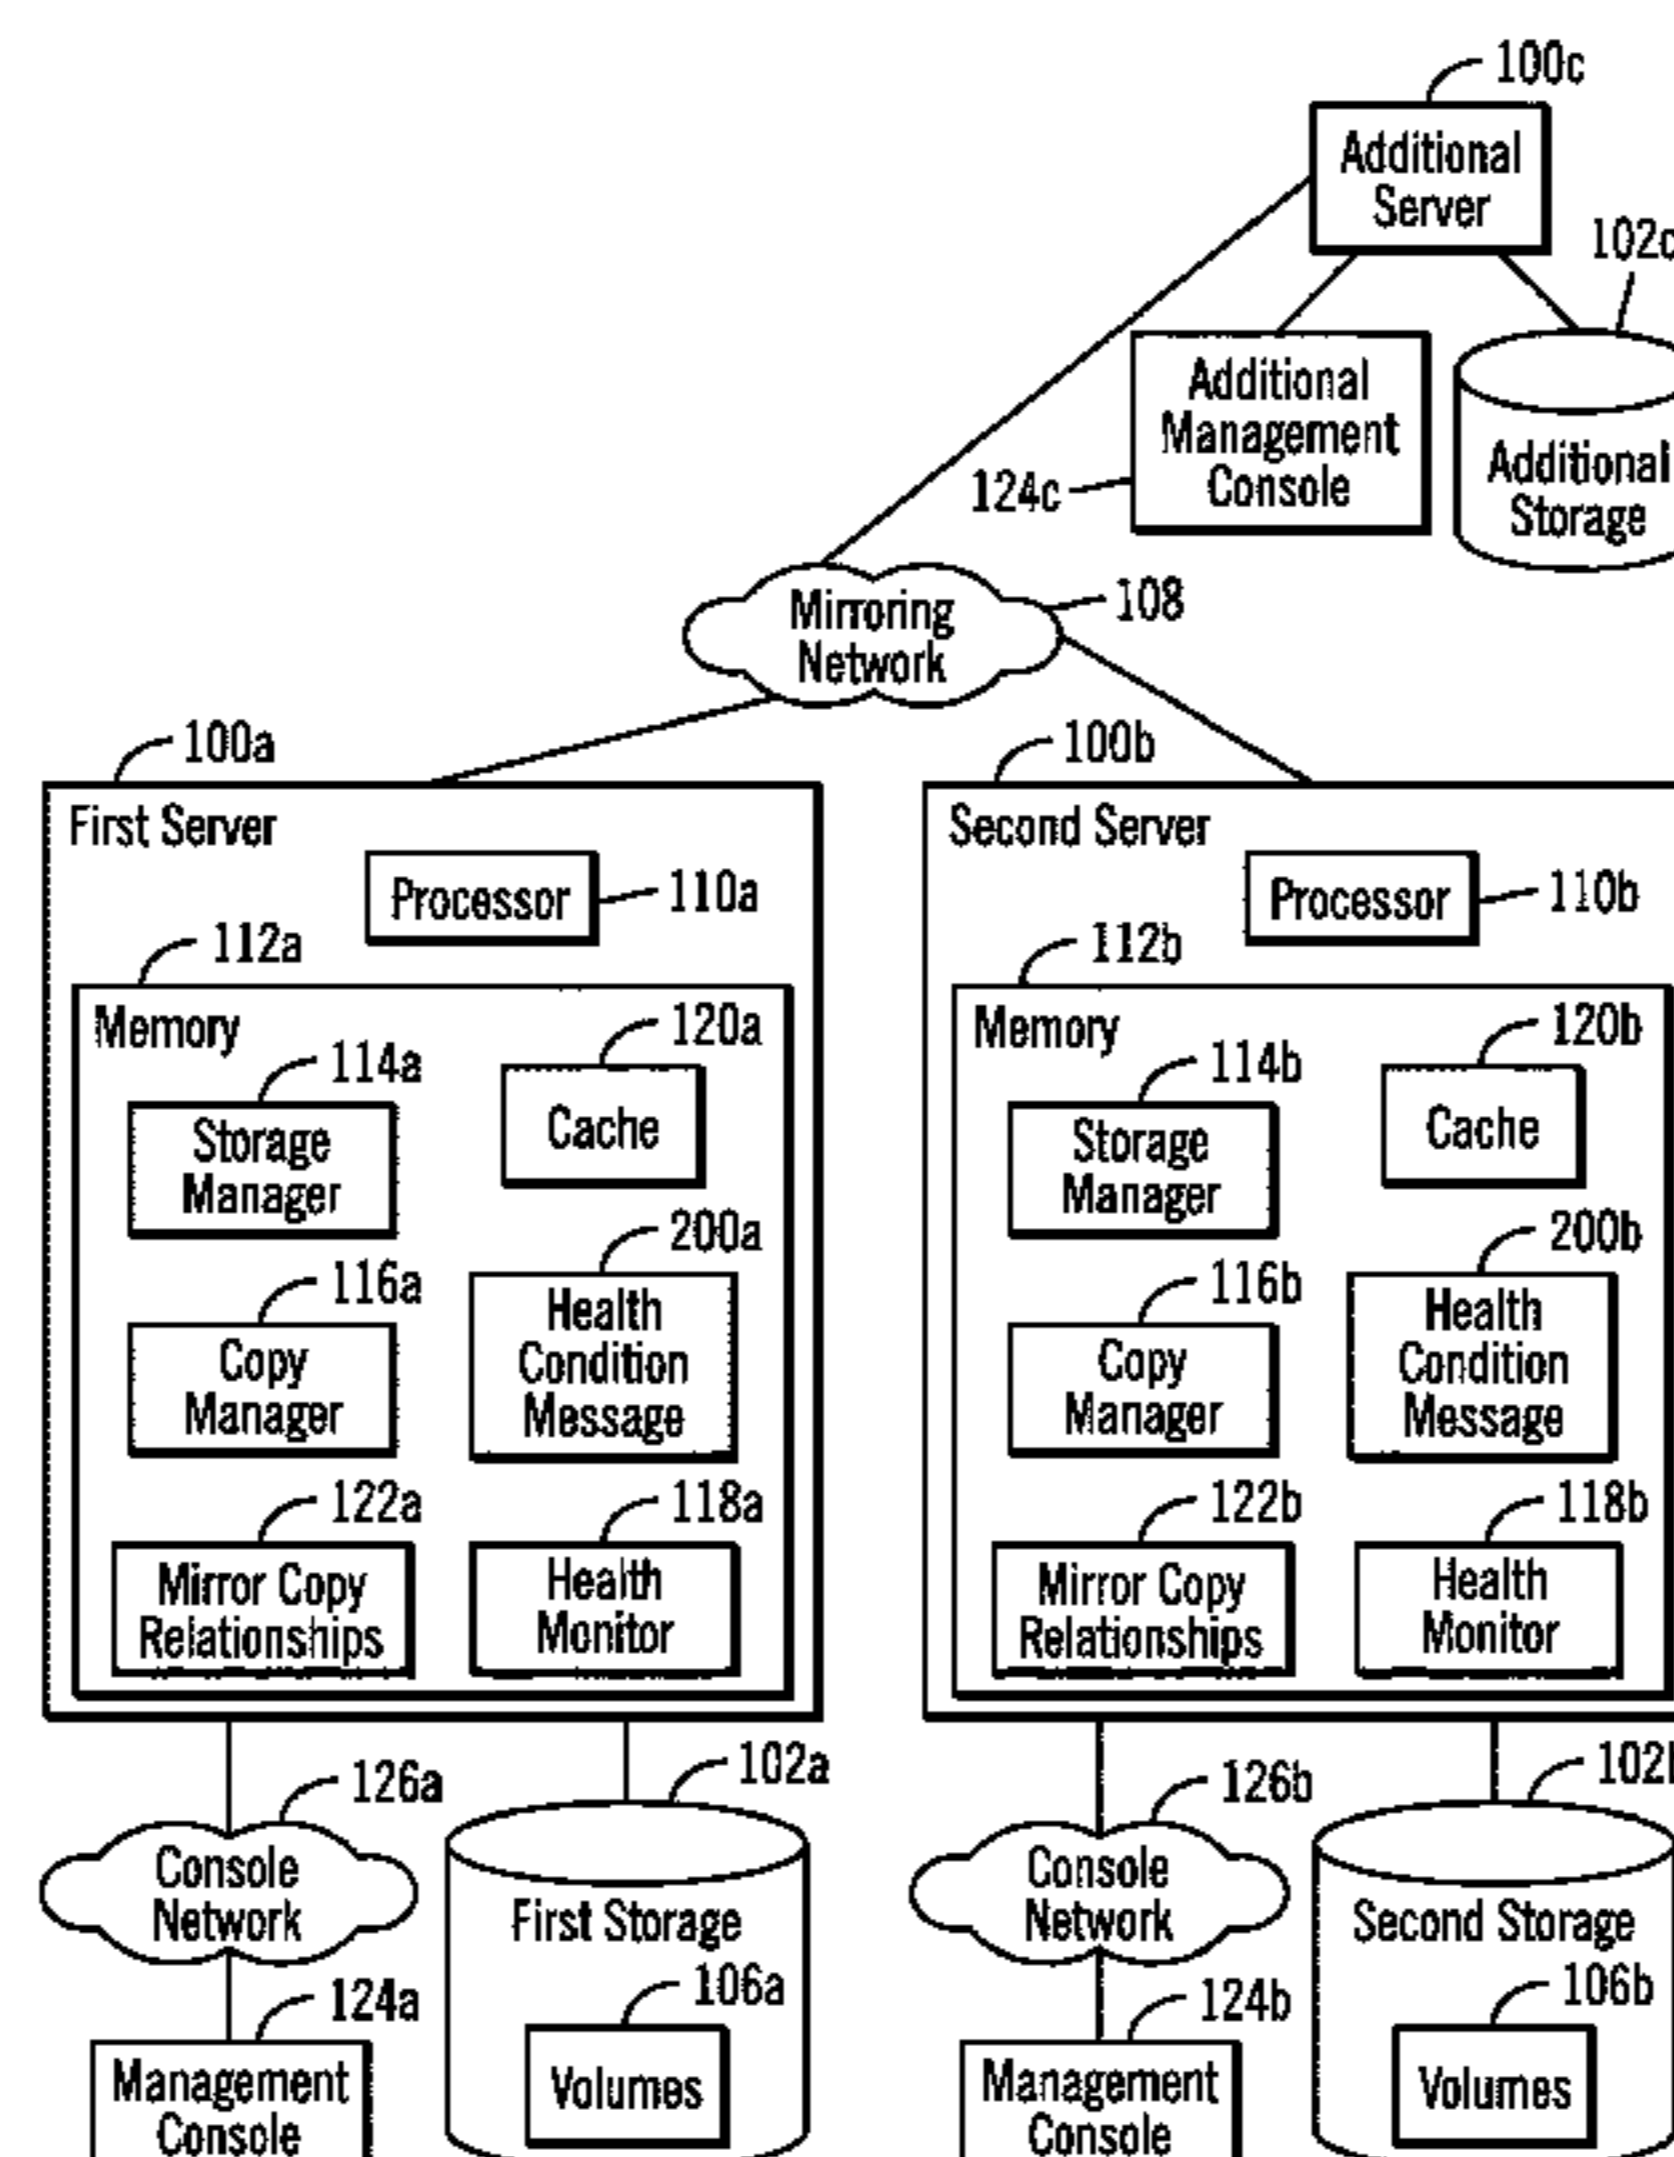 100c
Additional
Server
102c
Additional
Management
Console
124c
Additional
Storage
Mirroring
Network
108
100a
First Server
Processor
110a
112a
Memory
114a
Storage
Manager
120a
Cache
116a
Copy
Manager
200a
Health
Condition
Message
122a
Mirror Copy
Relationships
118a
Health
Monitor
126a
Console
Network
102a
First Storage
124a
Management
Console
106a
Volumes
100b
Second Server
Processor
110b
112b
Memory
114b
Storage
Manager
120b
Cache
116b
Copy
Manager
200b
Health
Condition
Message
122b
Mirror Copy
Relationships
118b
Health
Monitor
126b
Console
Network
102b
Second Storage
124b
Management
Console
106b
Volumes